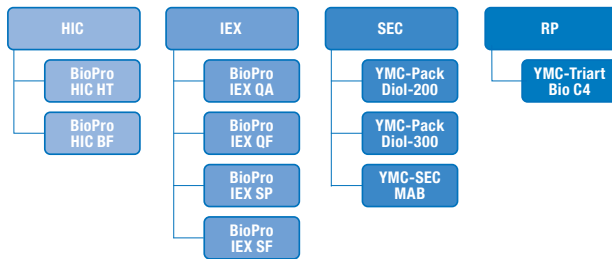 HIC
BioPro
HIC HT
BioPro
HIC BF
IEX
BioPro
IEX QA
BioPro
IEX QF
BioPro
IEX SP
BioPro
IEX SF
SEC
YMC-Pack
Diol-200
YMC-Pack
Diol-300
YMC-SEC
MAB
RP
YMC-Triart
Bio C4